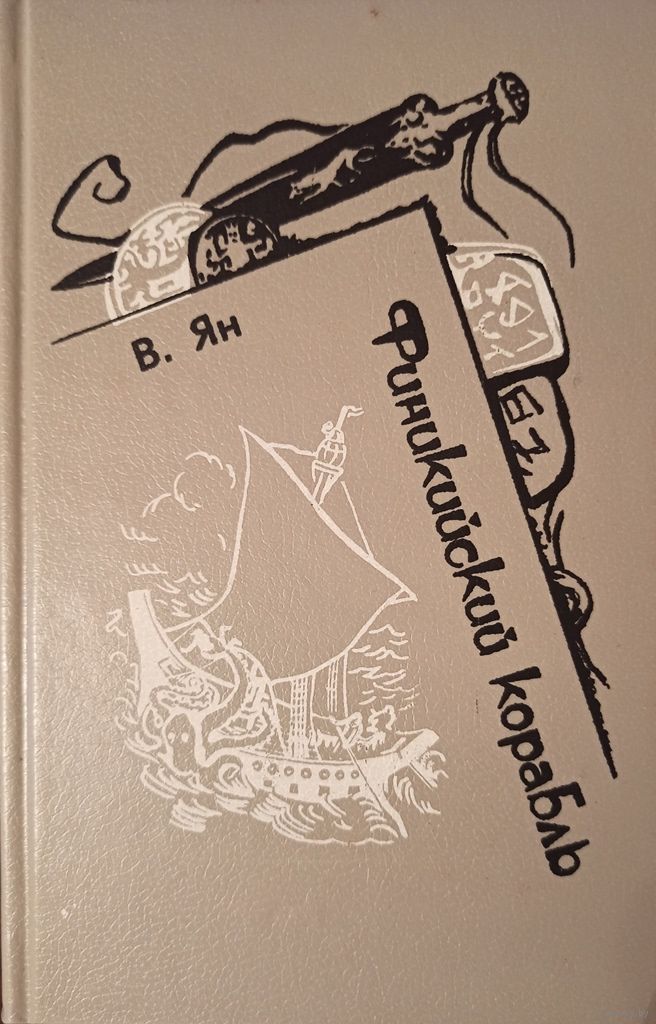 В. Ян
Финикийский корабль